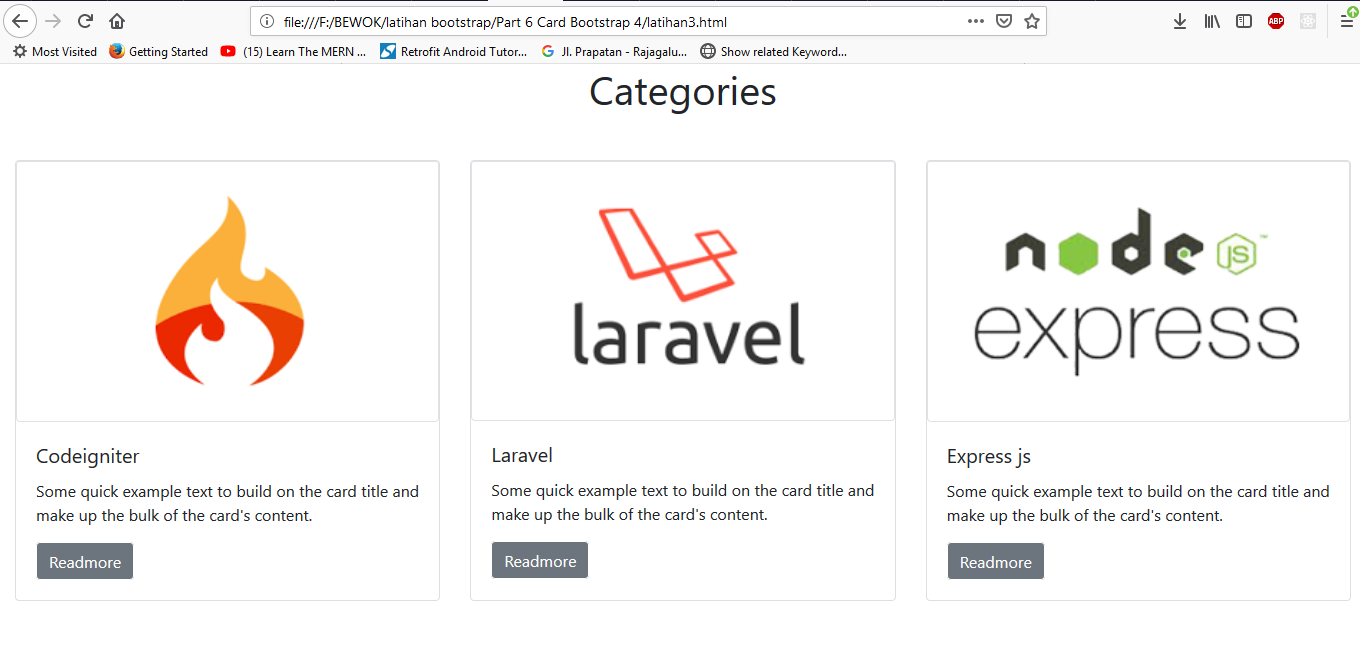 file:///F:/BEWOK/latihan bootstrap/Part 6 Card Bootstrap 4/latihan3.html
ABP
Most Visited
Getting Started
(15) Learn The MERN ...
Retrofit Android Tutor...
Jl. Prapatan - Rajagalu...
Show related Keyword...
Categories
laravel
node JS ™
express
Codeigniter
Some quick example text to build on the card title and
make up the bulk of the card's content.
Readmore
Laravel
Some quick example text to build on the card title and
make up the bulk of the card's content.
Readmore
Express js
Some quick example text to build on the card title and
make up the bulk of the card's content.
Readmore